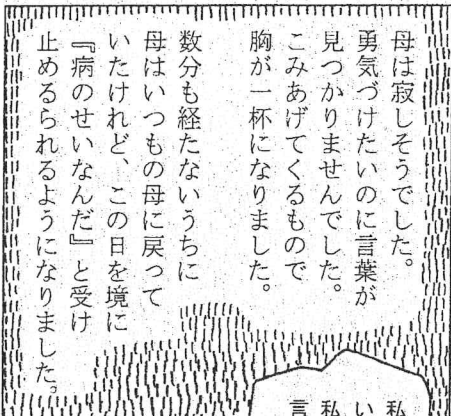 母は寂しそうでした。
勇気づけたいのに言葉が
見つかりませんでした。
こみあげてくるもので
胸が一杯になりました。
数分も経たないうちに
母はいつもの母に戻って
いたけれど、この日を境に
『病のせいなんだ』と受け
止めるられるようになりました。
私
い
私
言